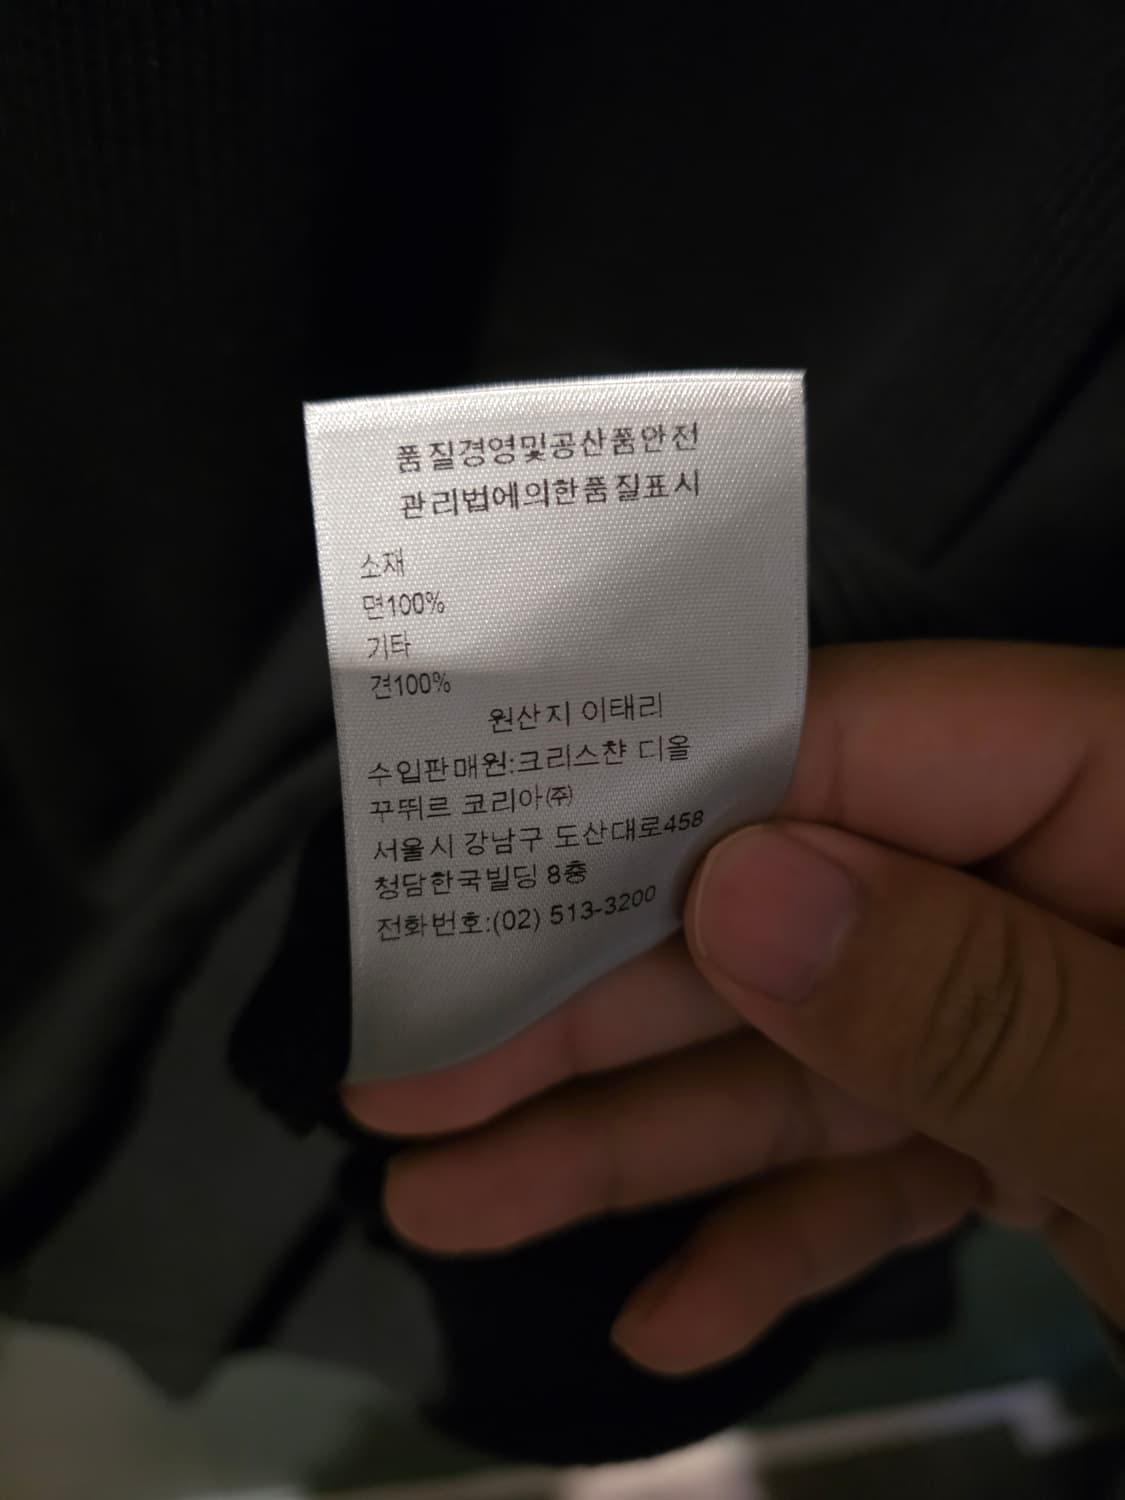 품질경영및공산품안전
관리법에의한품질표시
소재
면100%
기타
견100%
원산지 이태리
수입판매원:크리스챤 디올
꾸뛰르 코리아㈜
서울시 강남구 도산대로458
청담한국빌딩 8층
전화번호:(02) 513-3200